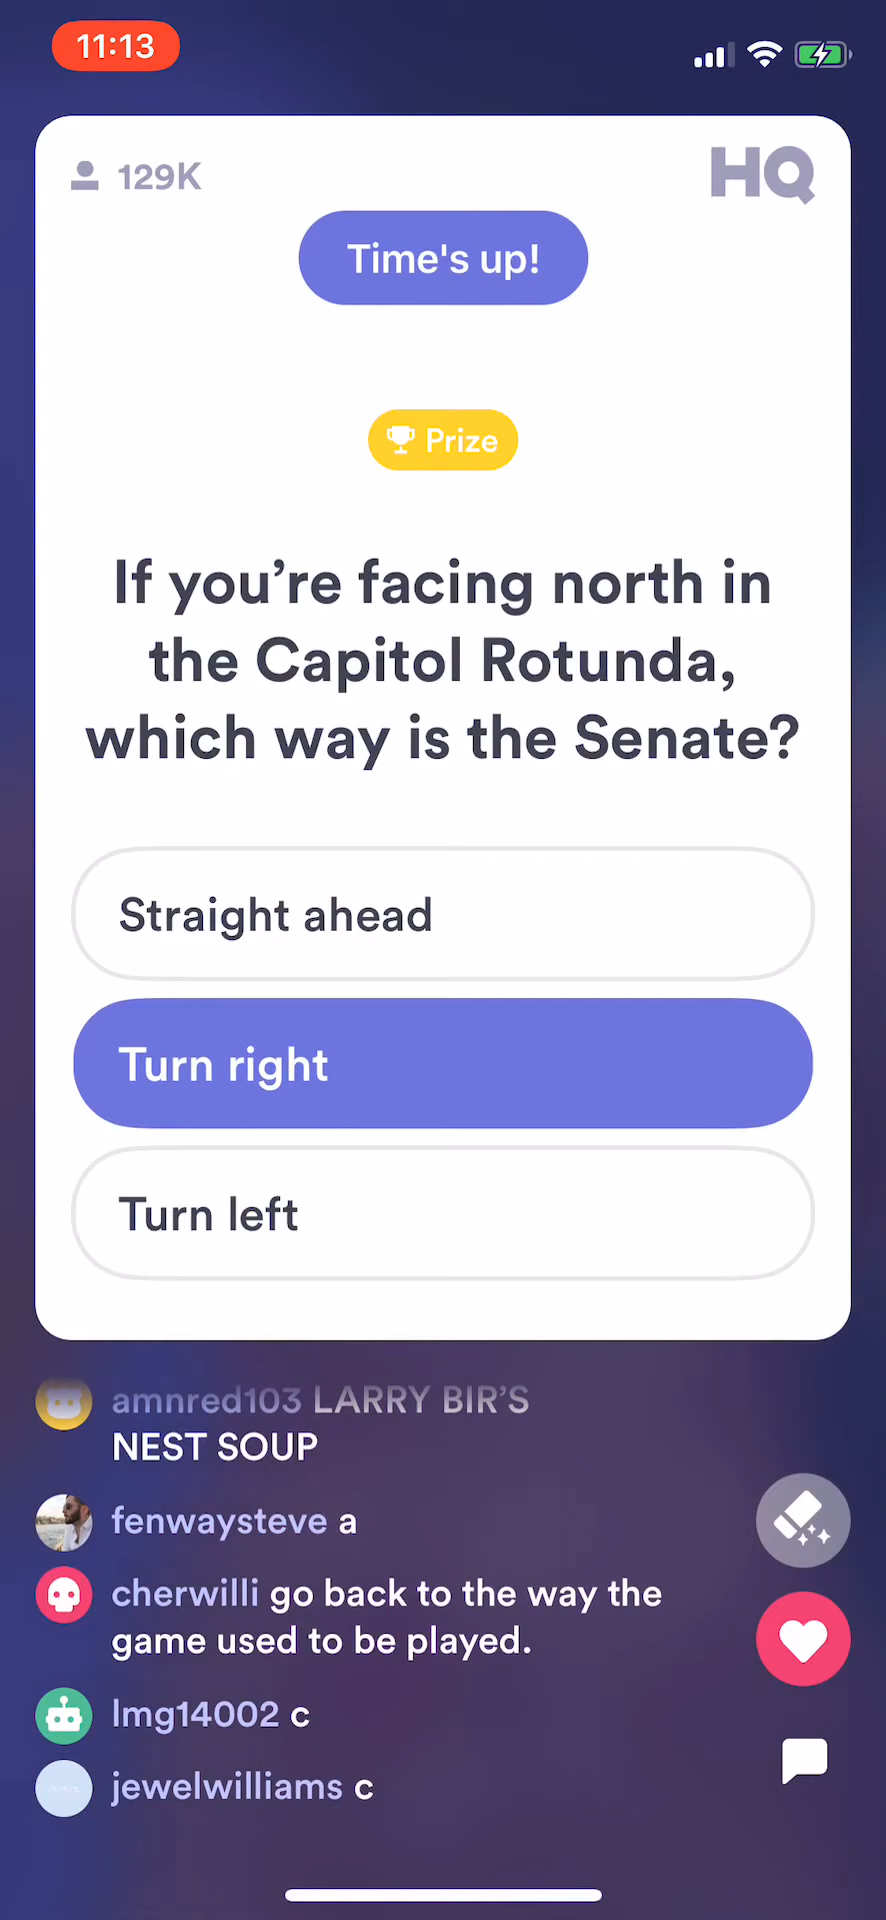 11:13
129K
HQ
Time's up!
Prize
If you’re facing north in
the Capitol Rotunda,
which way is the Senate?
Straight ahead
Turn right
Turn left
amnred103 LARRY BIR’S
NEST SOUP
fenwaysteve a
cherwilli go back to the way the
game used to be played.
lmg14002 c
jewelwilliams c